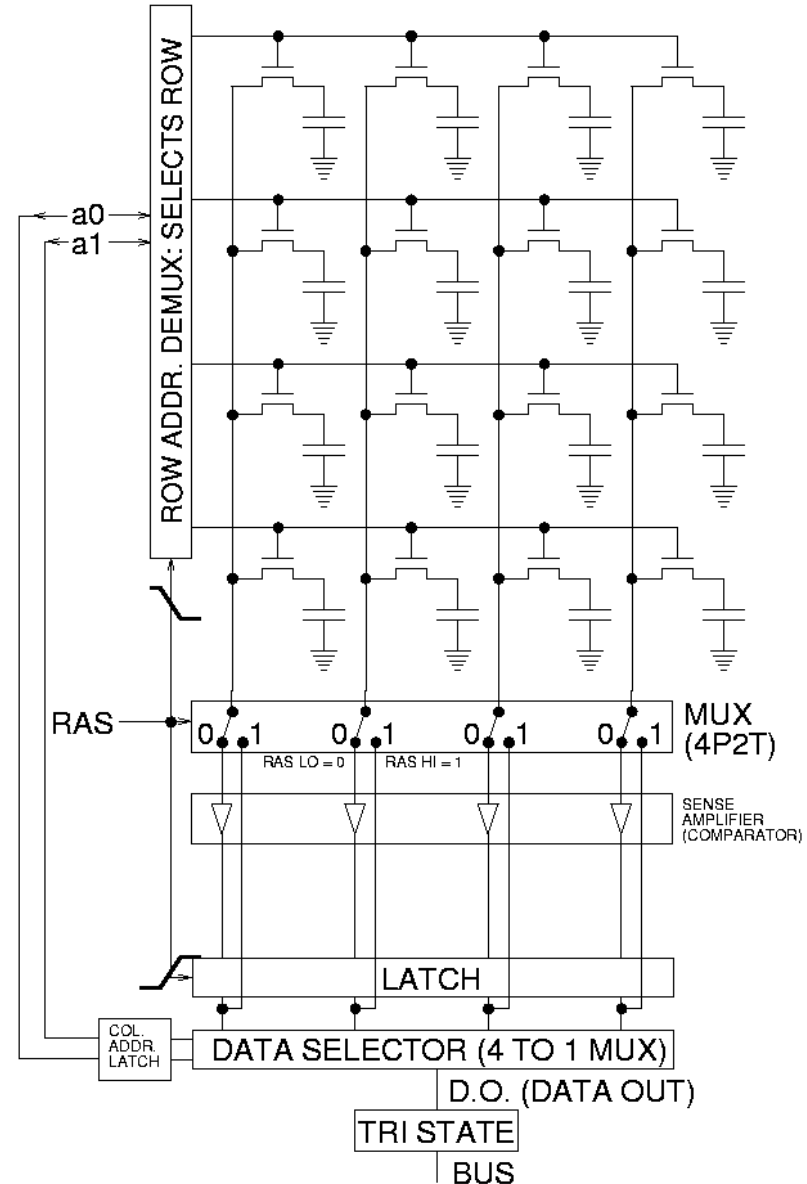 ROW ADDR. DEMUX: SELECTS ROW
a0
a1
RAS
0 1 0 1 0 1 0 1
MUX
(4P2T)
RAS LO = 0 RAS HI = 1
SENSE
AMPLIFIER
(COMPARATOR)
LATCH
COL.
ADDR.
LATCH
DATA SELECTOR (4 TO 1 MUX)
D.O. (DATA OUT)
TRI STATE
BUS